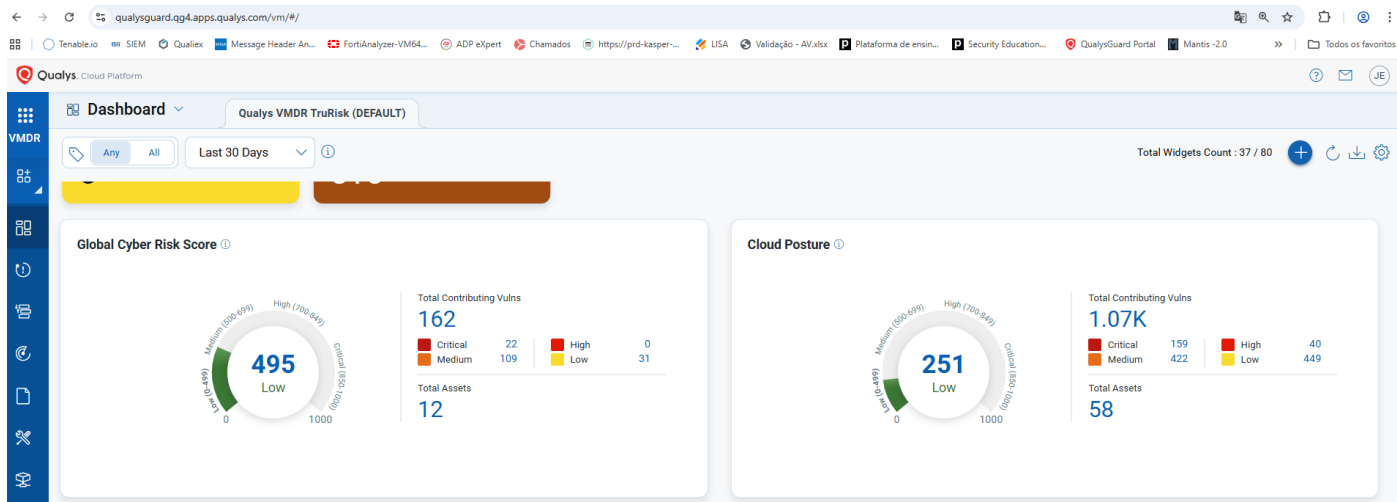 qualysguard.qg4.apps.qualys.com/vm/#/
Tenable.io SIEM Qualiex Message Header An... FortiAnalyzer-VM64... ADP eXpert Chamados https://prd-kasper-... LISA Validação - AV.xlsx Plataforma de ensin... Security Education... QualysGuard Portal Mantis -2.0 » Todos os favoritos
Qualys. Cloud Platform JE
VMDR
Dashboard Qualys VMDR TruRisk (DEFAULT)
Any All Last 30 Days Total Widgets Count : 37 / 80
Global Cyber Risk Score
Low (0-499) Medium (500-699) High (700-849) Critical (850-1000)
495
Low
0 1000
Total Contributing Vulns
162
Critical 22 High 0
Medium 109 Low 31
Total Assets
12
Cloud Posture
Low (0-499) Medium (500-699) High (700-849) Critical (850-1000)
251
Low
0 1000
Total Contributing Vulns
1.07K
Critical 159 High 40
Medium 422 Low 449
Total Assets
58